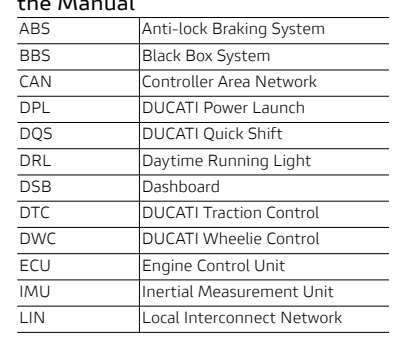 the Manual
ABS Anti-lock Braking System
BBS Black Box System
CAN Controller Area Network
DPL DUCATI Power Launch
DQS DUCATI Quick Shift
DRL Daytime Running Light
DSB Dashboard
DTC DUCATI Traction Control
DWC DUCATI Wheelie Control
ECU Engine Control Unit
IMU Inertial Measurement Unit
LIN Local Interconnect Network